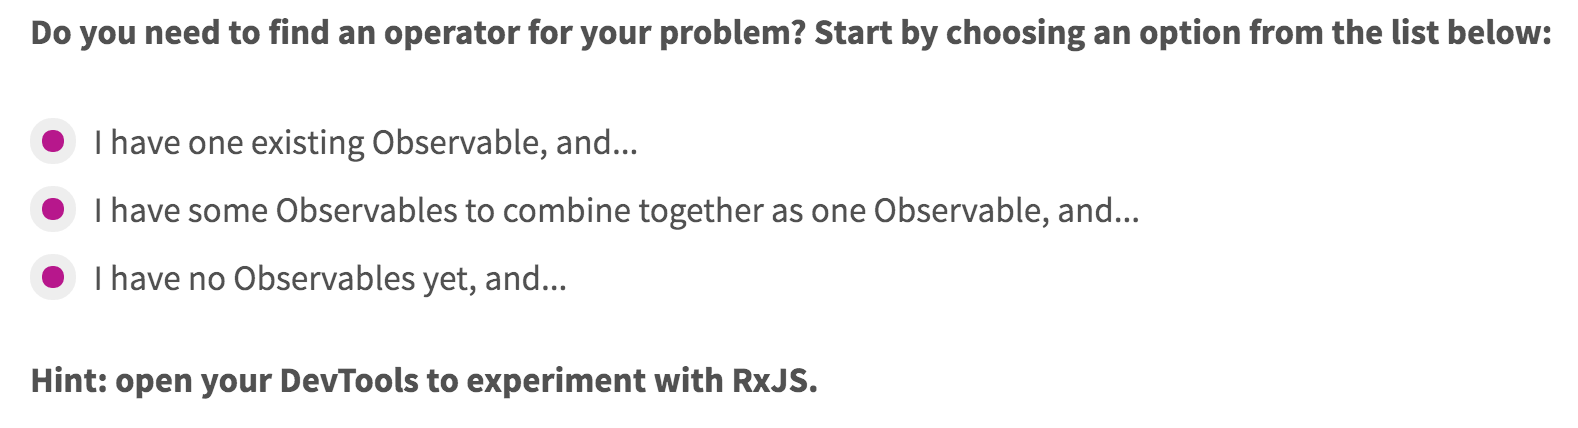 Do you need to find an operator for your problem? Start by choosing an option from the list below:
I have one existing Observable, and...
I have some Observables to combine together as one Observable, and...
I have no Observables yet, and...
Hint: open your DevTools to experiment with RxJS.